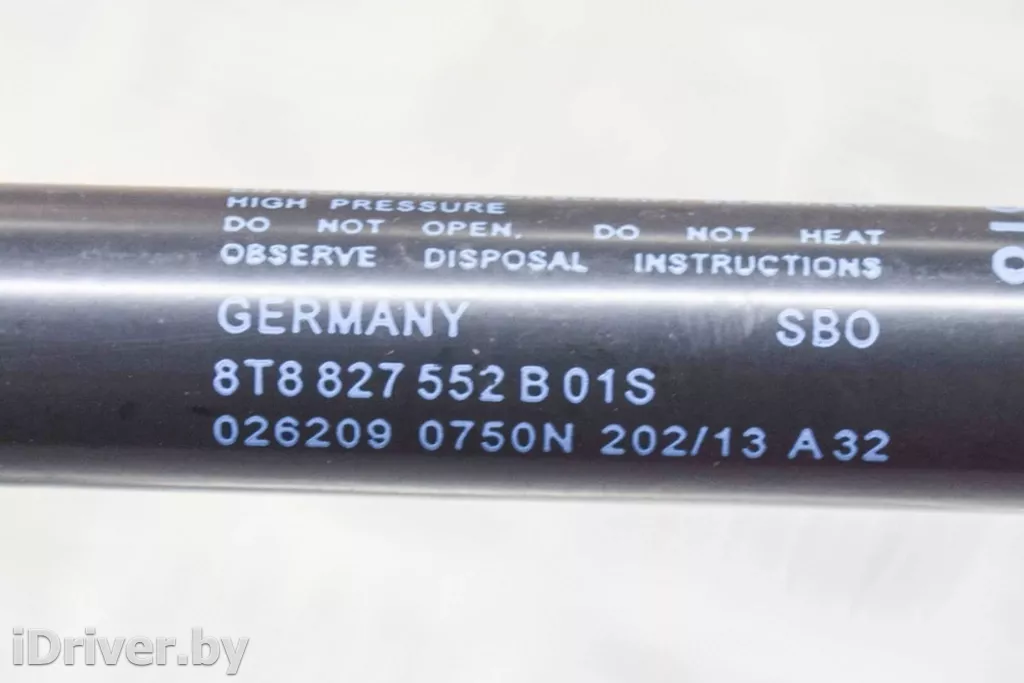 HIGH PRESSURE
DO NOT OPEN. DO NOT HEAT
OBSERVE DISPOSAL INSTRUCTIONS
GERMANY SBO
8T8 827 552 B 01S
026209 0750N 202/13 A32
iDriver.by